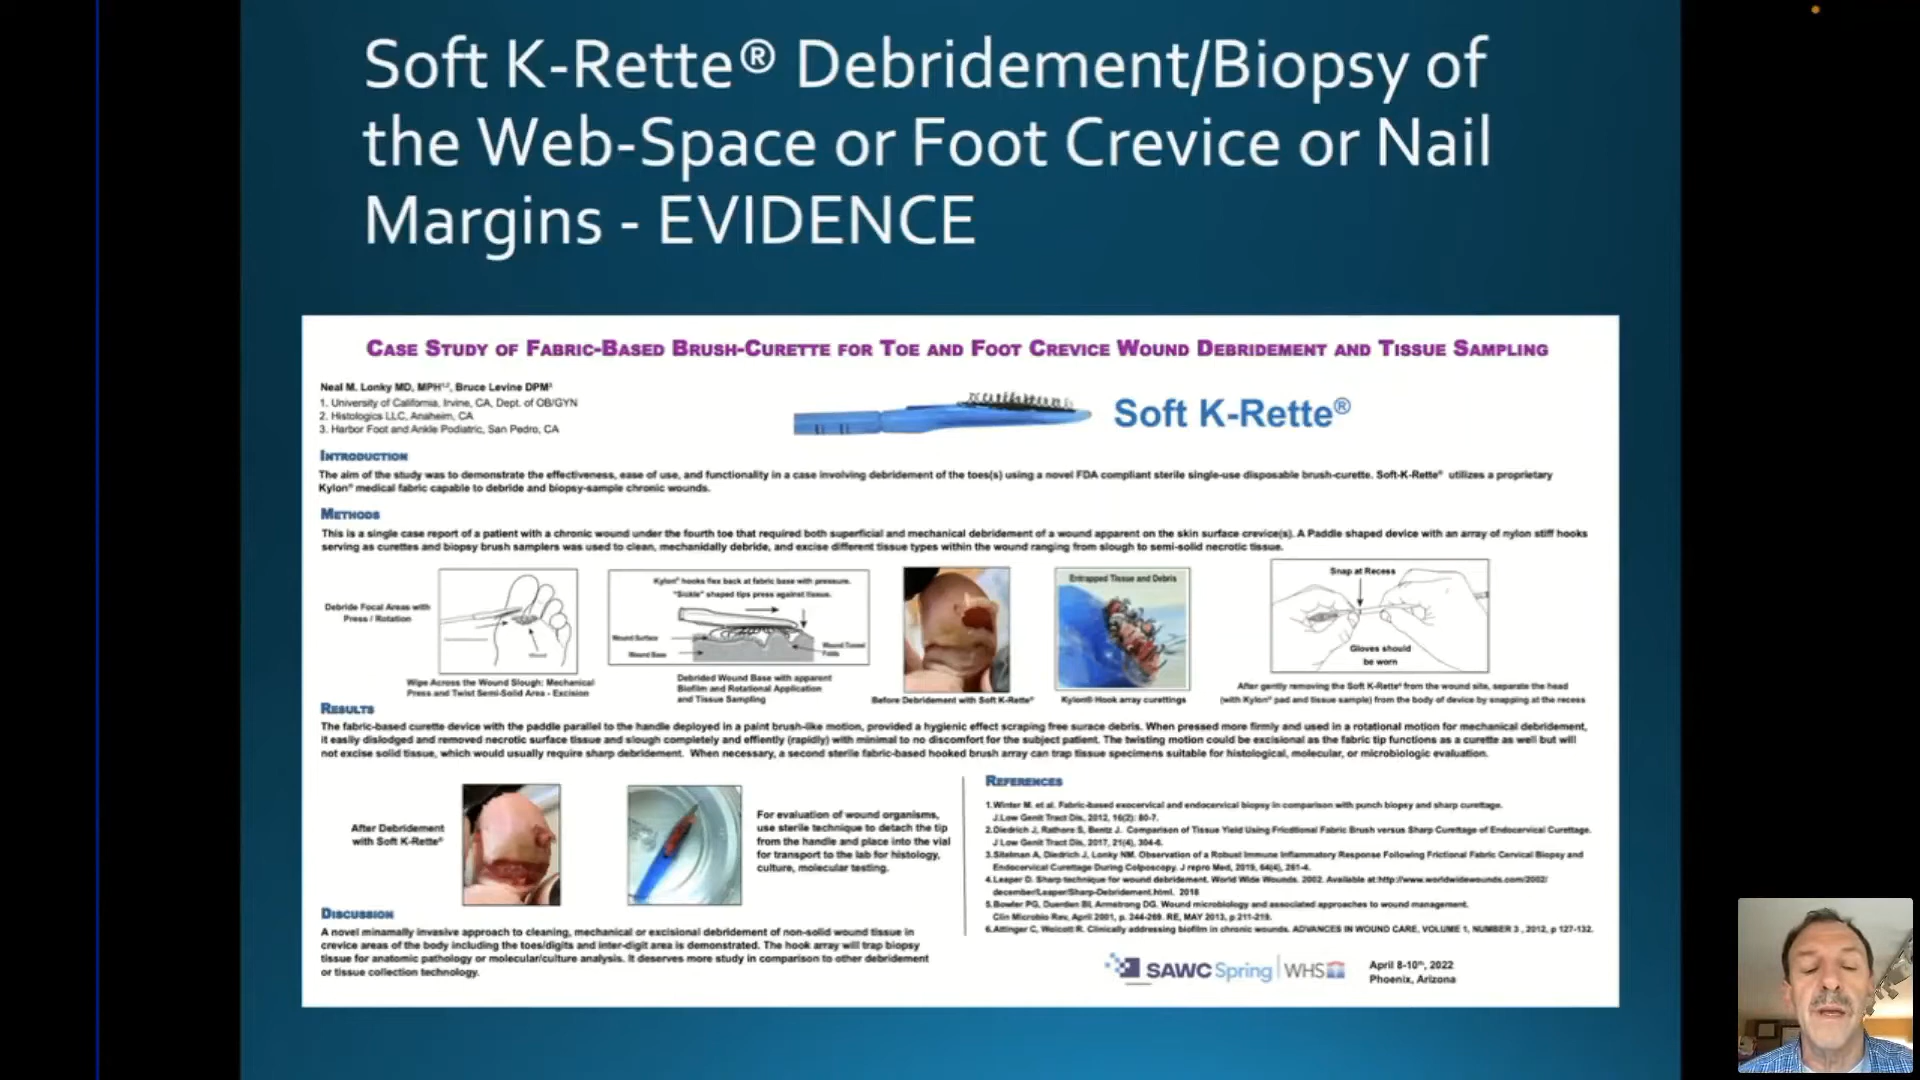 Soft K-Rette® Debridement/Biopsy of
the Web-Space or Foot Crevice or Nail
Margins - EVIDENCE
Case Study of Fabric-Based Brush-Curette for Toe and Foot Crevice Wound Debridement and Tissue Sampling
Neal M. Lonky MD, MPH¹,², Bruce Levine DPM³
1. University of California, Irvine, CA, Dept. of OB/GYN
2. Histologics LLC, Anaheim, CA
3. Harbor Foot and Ankle Podiatric, San Pedro, CA
Soft K-Rette®
Introduction
The aim of the study was to demonstrate the effectiveness, ease of use, and functionality in a case involving debridement of the toes(s) using a novel FDA compliant sterile single-use disposable brush-curette. Soft-K-Rette® utilizes a proprietary
Kylon® medical fabric capable to debride and biopsy-sample chronic wounds.
Methods
This is a single case report of a patient with a chronic wound under the fourth toe that required both superficial and mechanical debridement of a wound apparent on the skin surface crevice(s). A Paddle shaped device with an array of nylon stiff hooks
serving as curettes and biopsy brush samplers was used to clean, mechanidally debride, and excise different tissue types within the wound ranging from slough to semi-solid necrotic tissue.
Debride Focal Areas with
Press / Rotation
Wound
Wipe Across the Wound Slough: Mechanical
Press and Twist Semi-Solid Area - Excision
Kylon® hooks flex back at fabric base with pressure.
"Sickle" shaped tips press against tissue.
Wound Surface
Wound Base
Wound Tunnel
Folds
Debrided Wound Base with apparent
Biofilm and Rotational Application
and Tissue Sampling
Before Debridement with Soft K-Rette®
Entrapped Tissue and Debris
Kylon® Hook array curettings
Snap at Recess
Gloves should
be worn
After gently removing the Soft K-Rette® from the wound site, separate the head
(with Kylon® pad and tissue sample) from the body of device by snapping at the recess
Results
The fabric-based curette device with the paddle parallel to the handle deployed in a paint brush-like motion, provided a hygienic effect scraping free surace debris. When pressed more firmly and used in a rotational motion for mechanical debridement,
it easily dislodged and removed necrotic surface tissue and slough completely and effiently (rapidly) with minimal to no discomfort for the subject patient. The twisting motion could be excisional as the fabric tip functions as a curette as well but will
not excise solid tissue, which would usually require sharp debridement. When necessary, a second sterile fabric-based hooked brush array can trap tissue specimens suitable for histological, molecular, or microbiologic evaluation.
After Debridement
with Soft K-Rette®
For evaluation of wound organisms,
use sterile technique to detach the tip
from the handle and place into the vial
for transport to the lab for histology,
culture, molecular testing.
Discussion
A novel minamally invasive approach to cleaning, mechanical or excisional debridement of non-solid wound tissue in
crevice areas of the body including the toes/digits and inter-digit area is demonstrated. The hook array will trap biopsy
tissue for anatomic pathology or molecular/culture analysis. It deserves more study in comparison to other debridement
or tissue collection technology.
References
1. Winter M. et al. Fabric-based exocervical and endocervical biopsy in comparison with punch biopsy and sharp curettage.
J.Low Genit Tract Dis, 2012, 16(2): 80-7.
2. Diedrich J, Rathore S, Bentz J. Comparison of Tissue Yield Using Fricdtional Fabric Brush versus Sharp Curettage of Endocervical Curettage.
J Low Genit Tract Dis, 2017, 21(4), 304-6.
3. Sitelman A, Diedrich J, Lonky NM. Observation of a Robust Immune Inflammatory Response Following Frictional Fabric Cervical Biopsy and
Endocervical Curettage During Colposcopy. J repro Med, 2019, 64(4), 261-4.
4. Leaper D. Sharp technique for wound debridement. World Wide Wounds. 2002. Available at:http://www.worldwidewounds.com/2002/
december/Leaper/Sharp-Debridement.html. 2018
5. Bowler PG, Duerden BI, Armstrong DG. Wound microbiology and associated approaches to wound management.
Clin Microbio Rev, April 2001, p. 244-269. RE, MAY 2013, p 211-219.
6. Attinger C, Wolcott R. Clinically addressing biofilm in chronic wounds. ADVANCES IN WOUND CARE, VOLUME 1, NUMBER 3 , 2012, p 127-132.
SAWC Spring | WHS
April 8-10th, 2022
Phoenix, Arizona